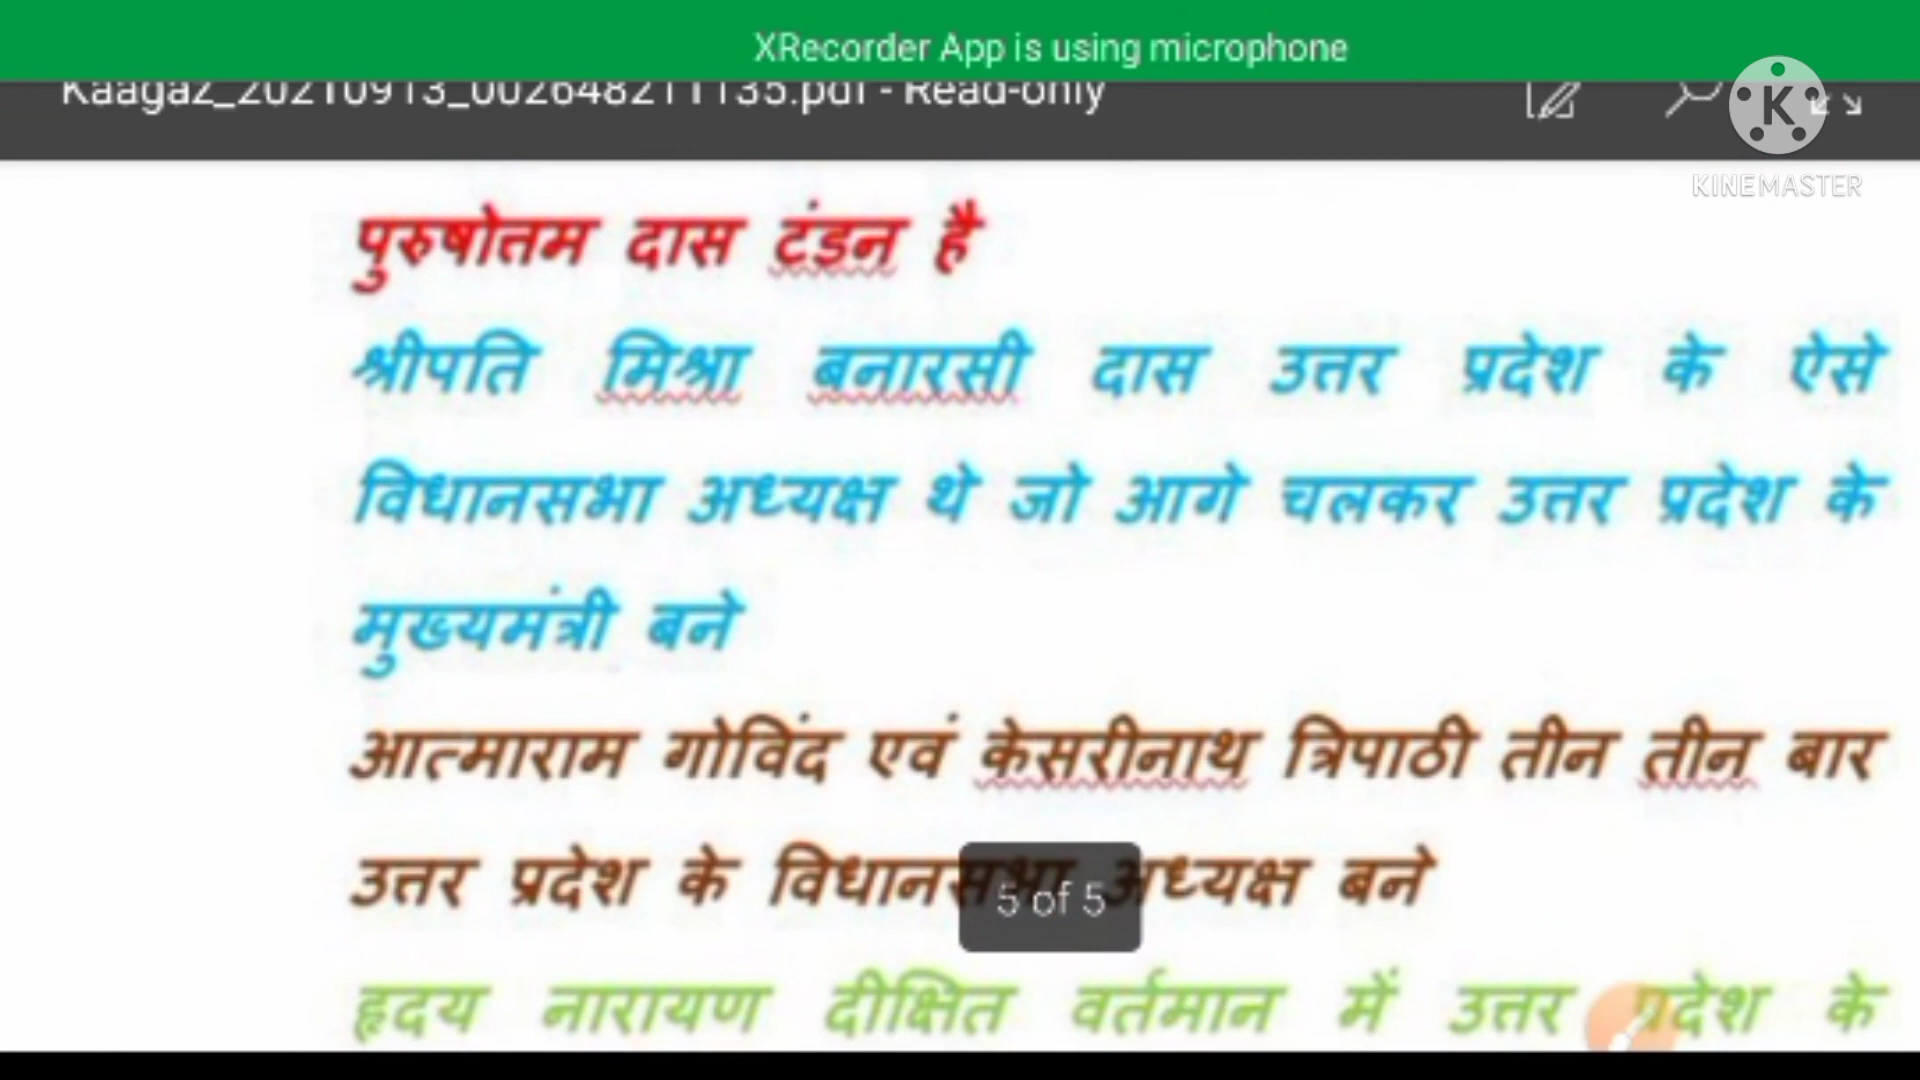 XRecorder App is using microphone
Kaagaz_20210913_002648211135.pdf - Read-only
K
KINEMASTER
पुरुषोतम दास टंडन है
श्रीपति मिश्रा बनारसी दास उत्तर प्रदेश के ऐसे
विधानसभा अध्यक्ष थे जो आगे चलकर उत्तर प्रदेश के
मुख्यमंत्री बने
आत्माराम गोविंद एवं केसरीनाथ त्रिपाठी तीन तीन बार
उत्तर प्रदेश के विधानसभा अध्यक्ष बने
5 of 5
हृदय नारायण दीक्षित वर्तमान में उत्तर प्रदेश के